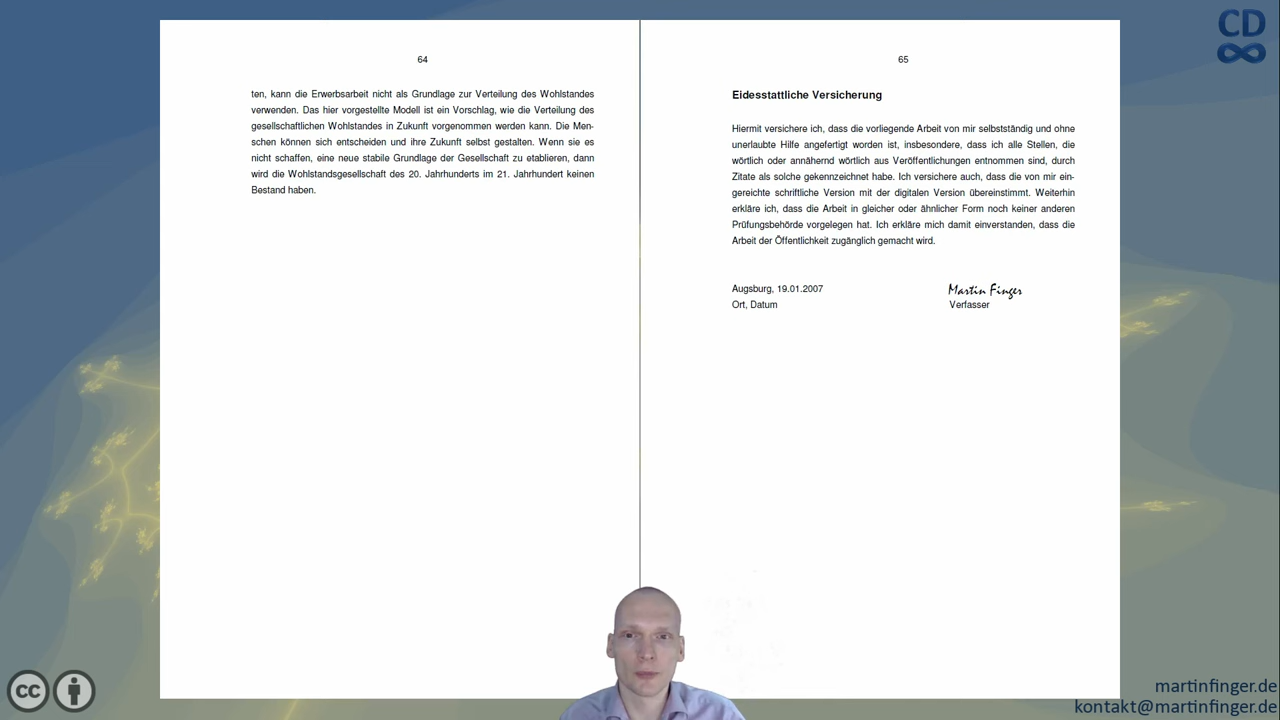 CD
64
ten, kann die Erwerbsarbeit nicht als Grundlage zur Verteilung des Wohlstandes
verwenden. Das hier vorgestellte Modell ist ein Vorschlag, wie die Verteilung des
gesellschaftlichen Wohlstandes in Zukunft vorgenommen werden kann. Die Men-
schen können sich entscheiden und ihre Zukunft selbst gestalten. Wenn sie es
nicht schaffen, eine neue stabile Grundlage der Gesellschaft zu etablieren, dann
wird die Wohlstandsgesellschaft des 20. Jahrhunderts im 21. Jahrhundert keinen
Bestand haben.
65
Eidesstattliche Versicherung
Hiermit versichere ich, dass die vorliegende Arbeit von mir selbstständig und ohne
unerlaubte Hilfe angefertigt worden ist, insbesondere, dass ich alle Stellen, die
wörtlich oder annähernd wörtlich aus Veröffentlichungen entnommen sind, durch
Zitate als solche gekennzeichnet habe. Ich versichere auch, dass die von mir ein-
gereichte schriftliche Version mit der digitalen Version übereinstimmt. Weiterhin
erkläre ich, dass die Arbeit in gleicher oder ähnlicher Form noch keiner anderen
Prüfungsbehörde vorgelegen hat. Ich erkläre mich damit einverstanden, dass die
Arbeit der Öffentlichkeit zugänglich gemacht wird.
Augsburg, 19.01.2007 Martin Finger
Ort, Datum Verfasser
cc
martinfinger.de
kontakt@martinfinger.de